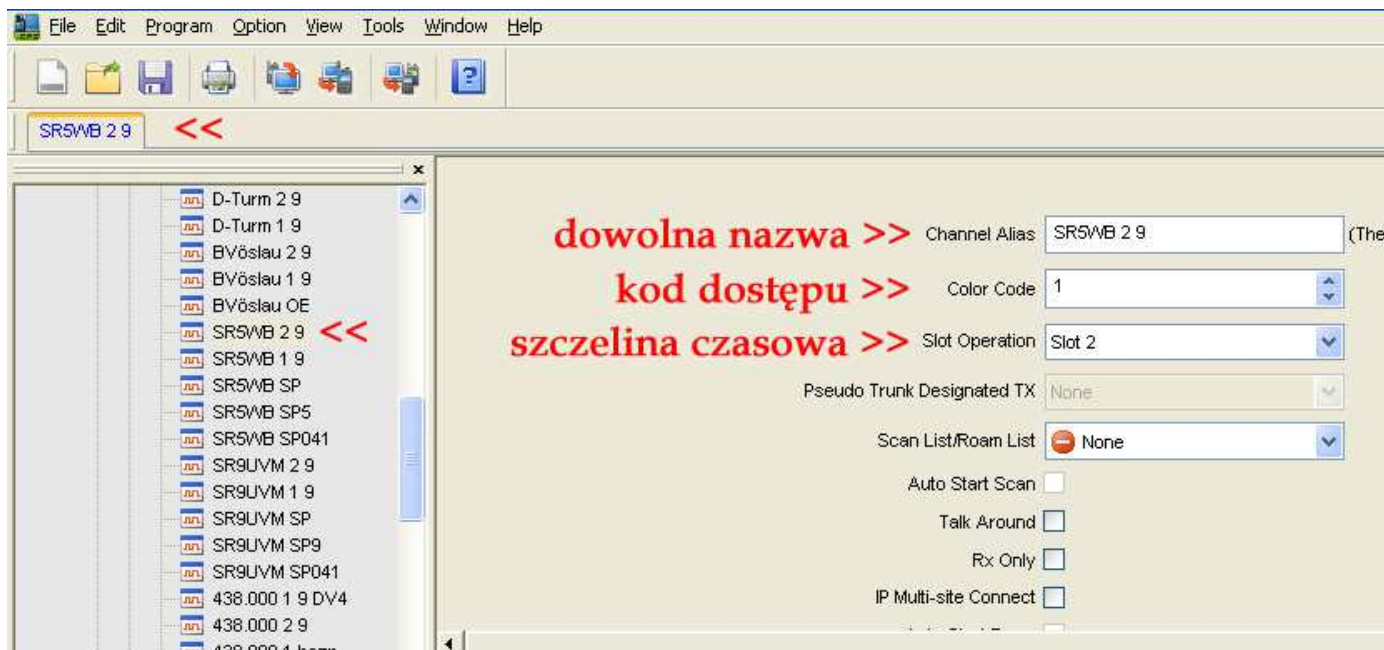 File Edit Program Option View Tools Window Help
SR5WB 2 9 <<
D-Turm 2 9
D-Turm 1 9
BVöslau 2 9
BVöslau 1 9
BVöslau OE
SR5WB 2 9 <<
SR5WB 1 9
SR5WB SP
SR5WB SP5
SR5WB SP041
SR9UVM 2 9
SR9UVM 1 9
SR9UVM SP
SR9UVM SP9
SR9UVM SP041
438.000 1 9 DV4
438.000 2 9
dowolna nazwa >> Channel Alias SR5WB 2 9 (The
kod dostępu >> Color Code 1
szczelina czasowa >> Slot Operation Slot 2
Pseudo Trunk Designated TX None
Scan List/Roam List None
Auto Start Scan
Talk Around
Rx Only
IP Multi-site Connect